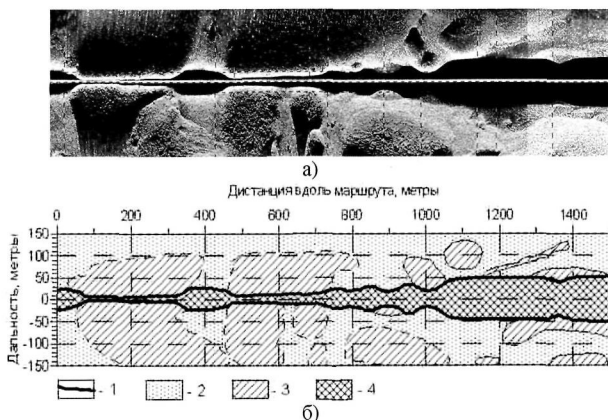 а)
Дистанция вдоль маршрута, метры
0 200 400 600 800 1000 1200 1400
Дальность, метры
150
100
50
0
-50
-100
-150
- 1 - 2 - 3 - 4
б)